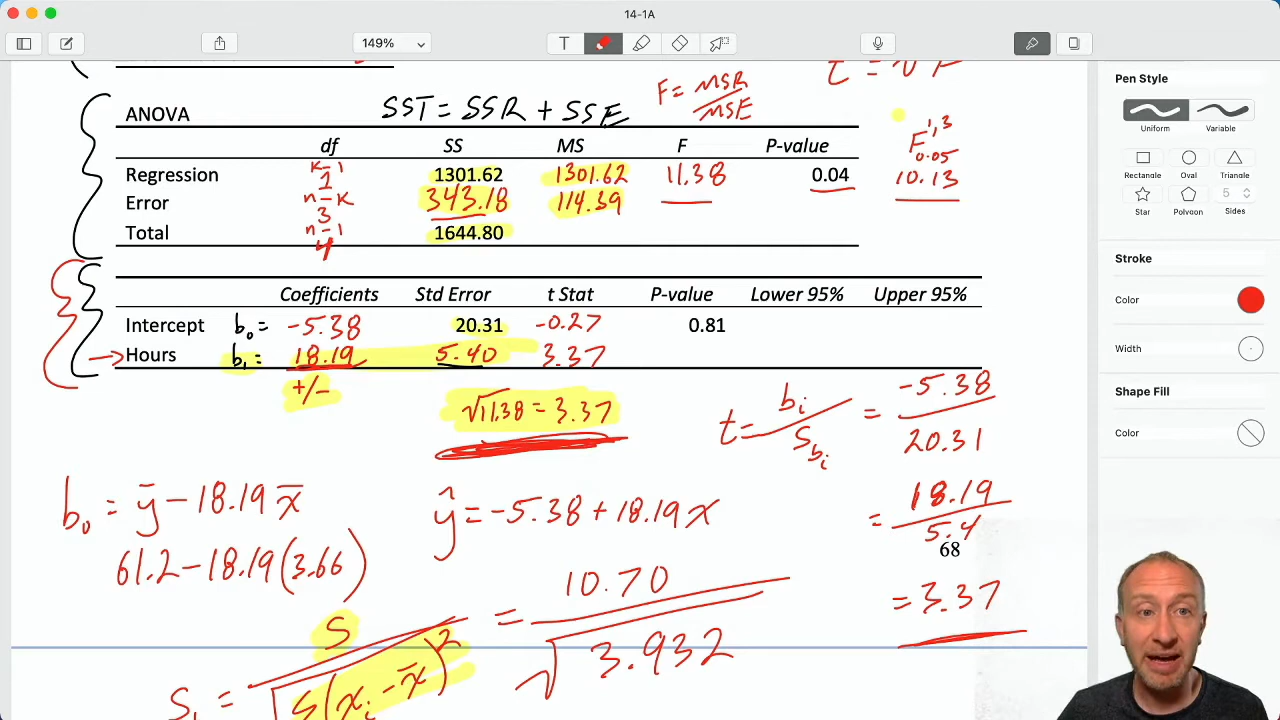 14-1A
149%
T
t = √F
Pen Style
Uniform Variable
Rectangle Oval Triangle
Star Polygon 5 Sides
Stroke
Color
Width
Shape Fill
Color
ANOVA SST = SSR + SSE F = MSR/MSE
df SS MS F P-value
k-1
Regression 1 1301.62 1301.62 11.38 0.04
n-k
Error 3 343.18 114.39
n-1
Total 4 1644.80
F 1,3
0.05
10.13
Coefficients Std Error t Stat P-value Lower 95% Upper 95%
Intercept b₀ = -5.38 20.31 -0.27 0.81
Hours b₁ = 18.19 5.40 3.37
+/-
√11.38 = 3.37
t = bᵢ/S_bᵢ = -5.38/20.31
= 18.19/5.4
68
= 3.37
b₀ = ȳ - 18.19 x̄
61.2 - 18.19 (3.66)
ŷ = -5.38 + 18.19x
S = S/√Σ(xᵢ - x̄)² = 10.70/√3.932